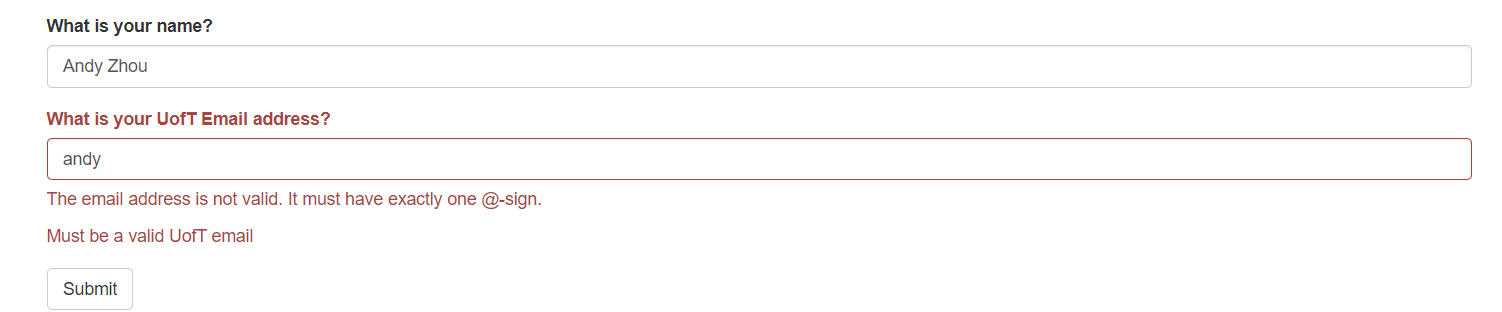 What is your name?
Andy Zhou
What is your UofT Email address?
andy
The email address is not valid. It must have exactly one @-sign.
Must be a valid UofT email
Submit